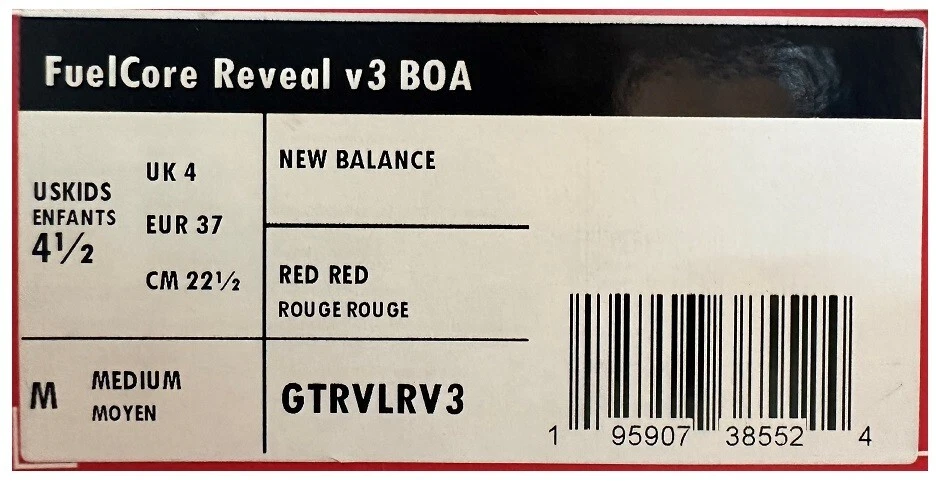 FuelCore Reveal v3 BOA
USKIDS
ENFANTS
4½
UK 4
EUR 37
CM 22½
NEW BALANCE
RED RED
ROUGE ROUGE
M
MEDIUM
MOYEN
GTRVLRV3
1 95907 38552 4